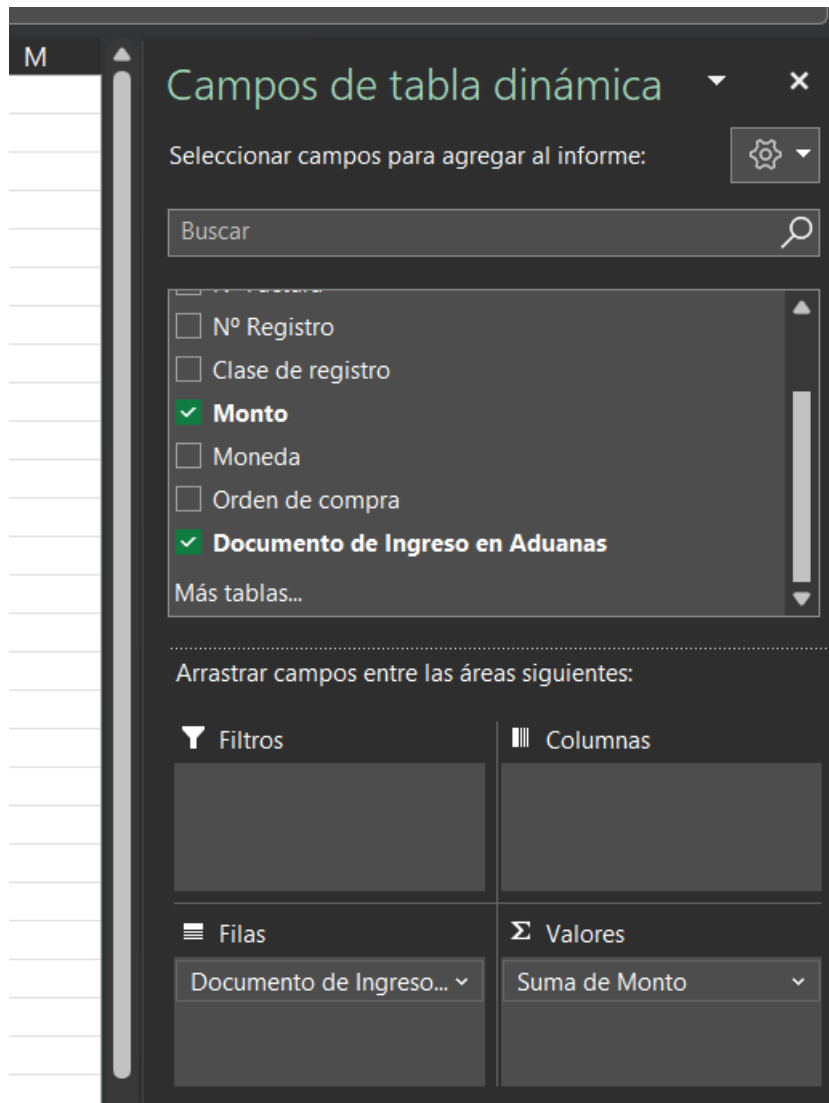 M
Campos de tabla dinámica
Seleccionar campos para agregar al informe:
Buscar
Nº Registro
Clase de registro
Monto
Moneda
Orden de compra
Documento de Ingreso en Aduanas
Más tablas...
Arrastrar campos entre las áreas siguientes:
Filtros
Columnas
Filas
Σ Valores
Documento de Ingreso...
Suma de Monto